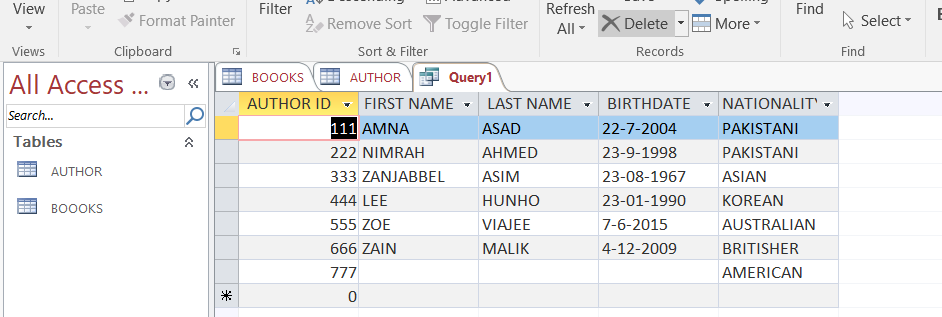 View
Views
Paste
Format Painter
Clipboard
Filter
Remove Sort
Toggle Filter
Sort & Filter
Refresh
All
Delete
More
Records
Find
Select
Find
All Access ...
Search...
Tables
AUTHOR
BOOOKS
BOOOKS AUTHOR Query1
AUTHOR ID FIRST NAME LAST NAME BIRTHDATE NATIONALITY
111 AMNA ASAD 22-7-2004 PAKISTANI
222 NIMRAH AHMED 23-9-1998 PAKISTANI
333 ZANJABBEL ASIM 23-08-1967 ASIAN
444 LEE HUNHO 23-01-1990 KOREAN
555 ZOE VIAJEE 7-6-2015 AUSTRALIAN
666 ZAIN MALIK 4-12-2009 BRITISHER
777 AMERICAN
0